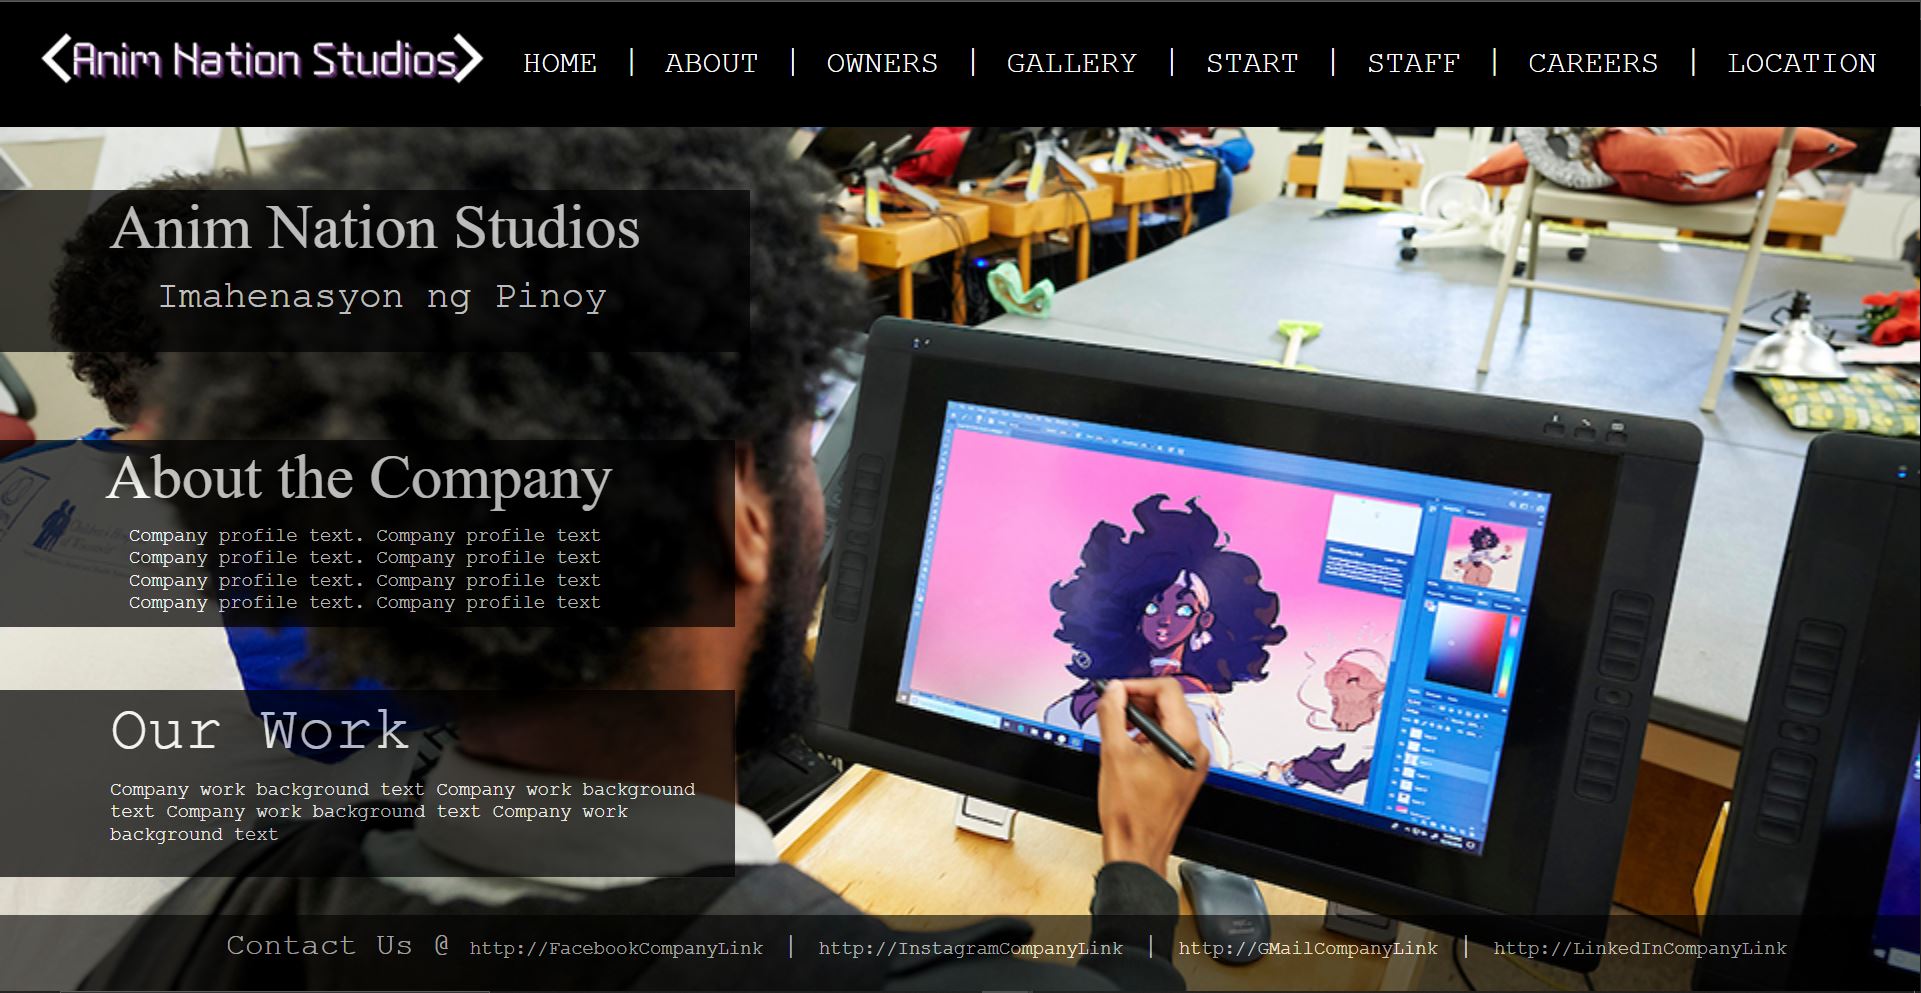 <Anim Nation Studios>
HOME | ABOUT | OWNERS | GALLERY | START | STAFF | CAREERS | LOCATION
Anim Nation Studios
Imahenasyon ng Pinoy
About the Company
Company profile text. Company profile text
Company profile text. Company profile text
Company profile text. Company profile text
Company profile text. Company profile text
Our Work
Company work background text Company work background
text Company work background text Company work
background text
Contact Us @ http://FacebookCompanyLink | http://InstagramCompanyLink | http://GMailCompanyLink | http://LinkedInCompanyLink